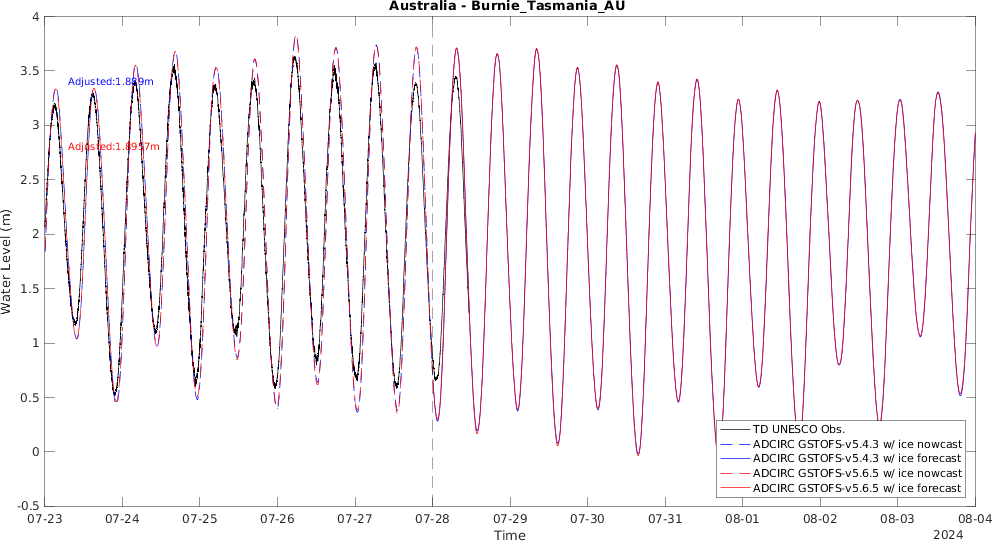 Australia - Burnie_Tasmania_AU
Water Level (m)
4
3.5
3
2.5
2
1.5
1
0.5
0
-0.5
Adjusted:1.889m
Adjusted:1.8957m
TD UNESCO Obs.
ADCIRC GSTOFS-v5.4.3 w/ ice nowcast
ADCIRC GSTOFS-v5.4.3 w/ ice forecast
ADCIRC GSTOFS-v5.6.5 w/ ice nowcast
ADCIRC GSTOFS-v5.6.5 w/ ice forecast
07-23 07-24 07-25 07-26 07-27 07-28 07-29 07-30 07-31 08-01 08-02 08-03 08-04
Time
2024